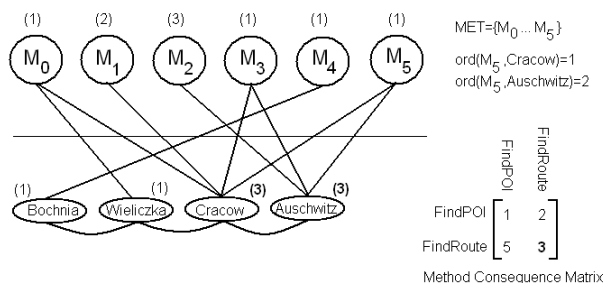 (1) (2) (3) (1) (1) (1)
M0 M1 M2 M3 M4 M5
MET={M0 ... M5}
ord(M5,Cracow)=1
ord(M5,Auschwitz)=2
(1) (1) (3) (3)
Bochnia Wieliczka Cracow Auschwitz
FindPOI FindRoute
FindPOI 1 2
FindRoute 5 3
Method Consequence Matrix